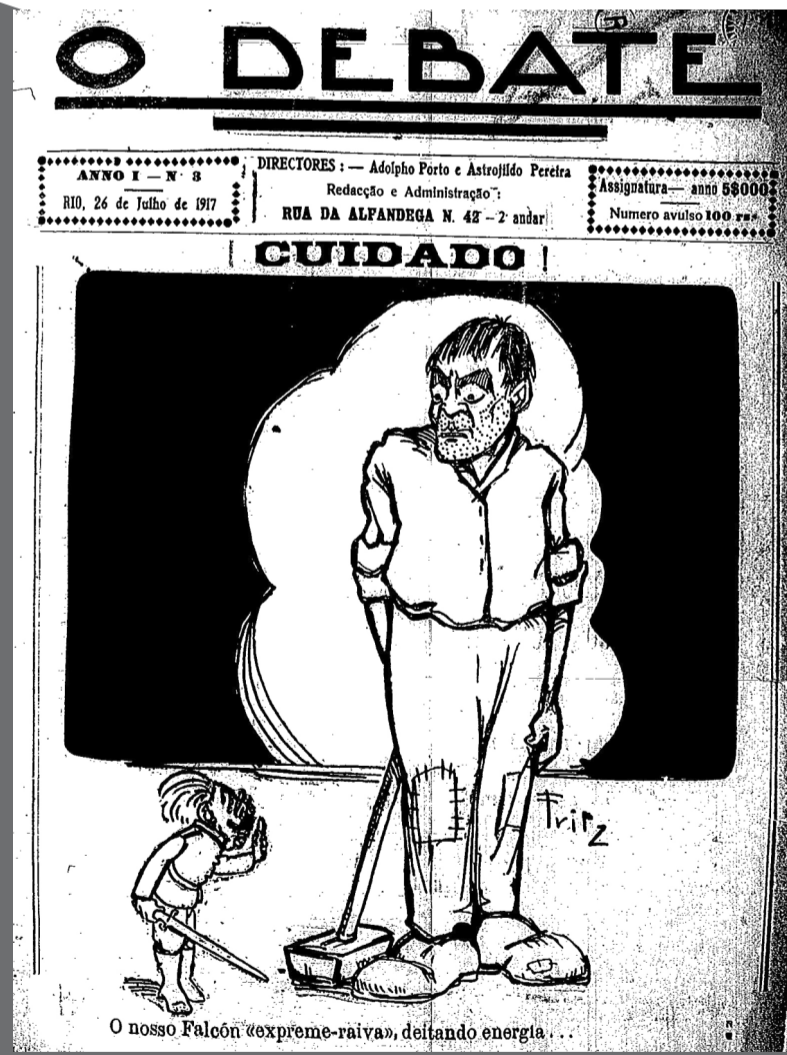 O DEBATE
ANNO I — N· 3
RIO, 26 de Julho de 1917
DIRECTORES : — Adolpho Porto e Astrojildo Pereira
Redacção e Administração :
RUA DA ALFANDEGA N. 42 – 2· andar
Assignatura — anno 5$000
Numero avulso 100 rs.
CUIDADO !
Fritz
O nosso Falcón «expreme-raiva», deitando energia . . .